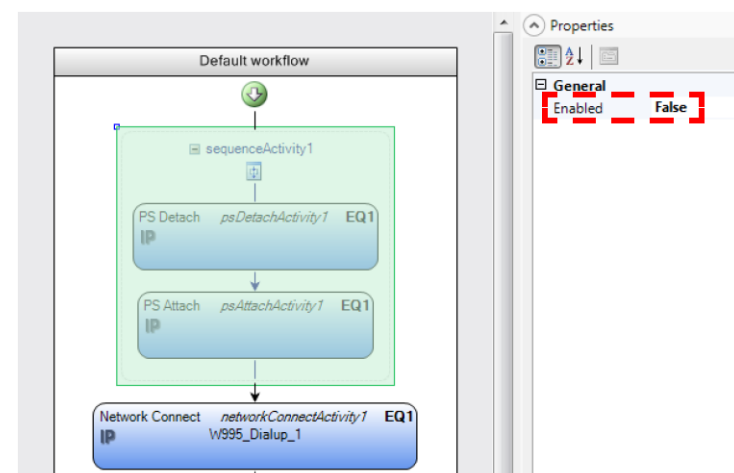 Properties
Default workflow
General
Enabled False
sequenceActivity1
PS Detach psDetachActivity1 EQ1
IP
PS Attach psAttachActivity1 EQ1
IP
Network Connect networkConnectActivity1 EQ1
IP W995_Dialup_1